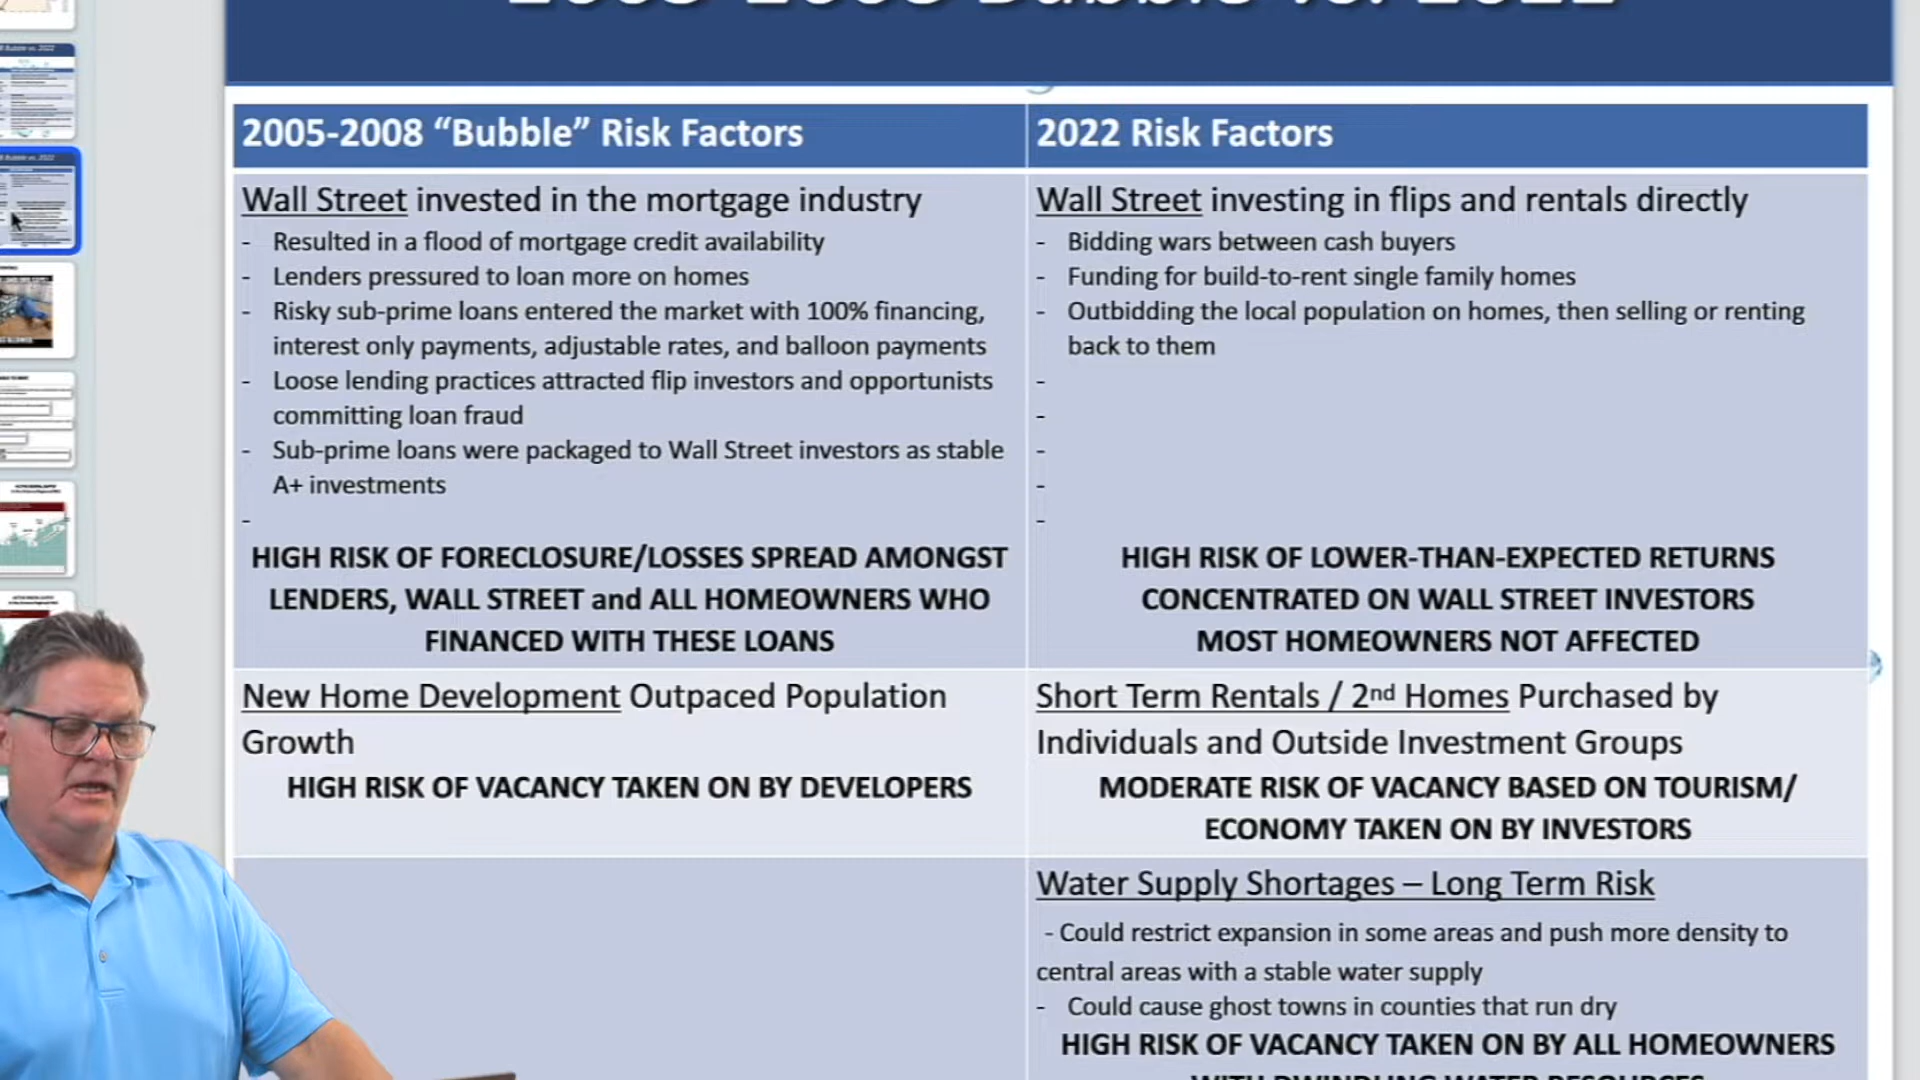 2005-2008 Bubble vs. 2022
2005-2008 “Bubble” Risk Factors
Wall Street invested in the mortgage industry
- Resulted in a flood of mortgage credit availability
- Lenders pressured to loan more on homes
- Risky sub-prime loans entered the market with 100% financing,
interest only payments, adjustable rates, and balloon payments
- Loose lending practices attracted flip investors and opportunists
committing loan fraud
- Sub-prime loans were packaged to Wall Street investors as stable
A+ investments
-
HIGH RISK OF FORECLOSURE/LOSSES SPREAD AMONGST
LENDERS, WALL STREET and ALL HOMEOWNERS WHO
FINANCED WITH THESE LOANS
New Home Development Outpaced Population
Growth
HIGH RISK OF VACANCY TAKEN ON BY DEVELOPERS
2022 Risk Factors
Wall Street investing in flips and rentals directly
- Bidding wars between cash buyers
- Funding for build-to-rent single family homes
- Outbidding the local population on homes, then selling or renting
back to them
-
-
-
-
-
HIGH RISK OF LOWER-THAN-EXPECTED RETURNS
CONCENTRATED ON WALL STREET INVESTORS
MOST HOMEOWNERS NOT AFFECTED
Short Term Rentals / 2nd Homes Purchased by
Individuals and Outside Investment Groups
MODERATE RISK OF VACANCY BASED ON TOURISM/
ECONOMY TAKEN ON BY INVESTORS
Water Supply Shortages – Long Term Risk
- Could restrict expansion in some areas and push more density to
central areas with a stable water supply
- Could cause ghost towns in counties that run dry
HIGH RISK OF VACANCY TAKEN ON BY ALL HOMEOWNERS
WITH DWINDLING WATER RESOURCES